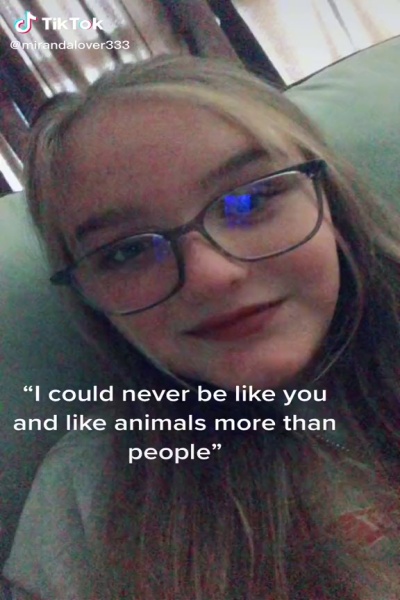 TikTok
@mirandalover333
“I could never be like you
and like animals more than
people”